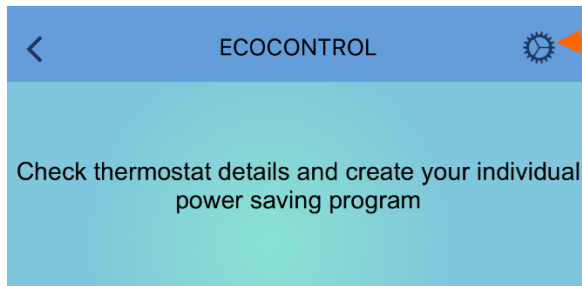 ECOCONTROL
Check thermostat details and create your individual
power saving program